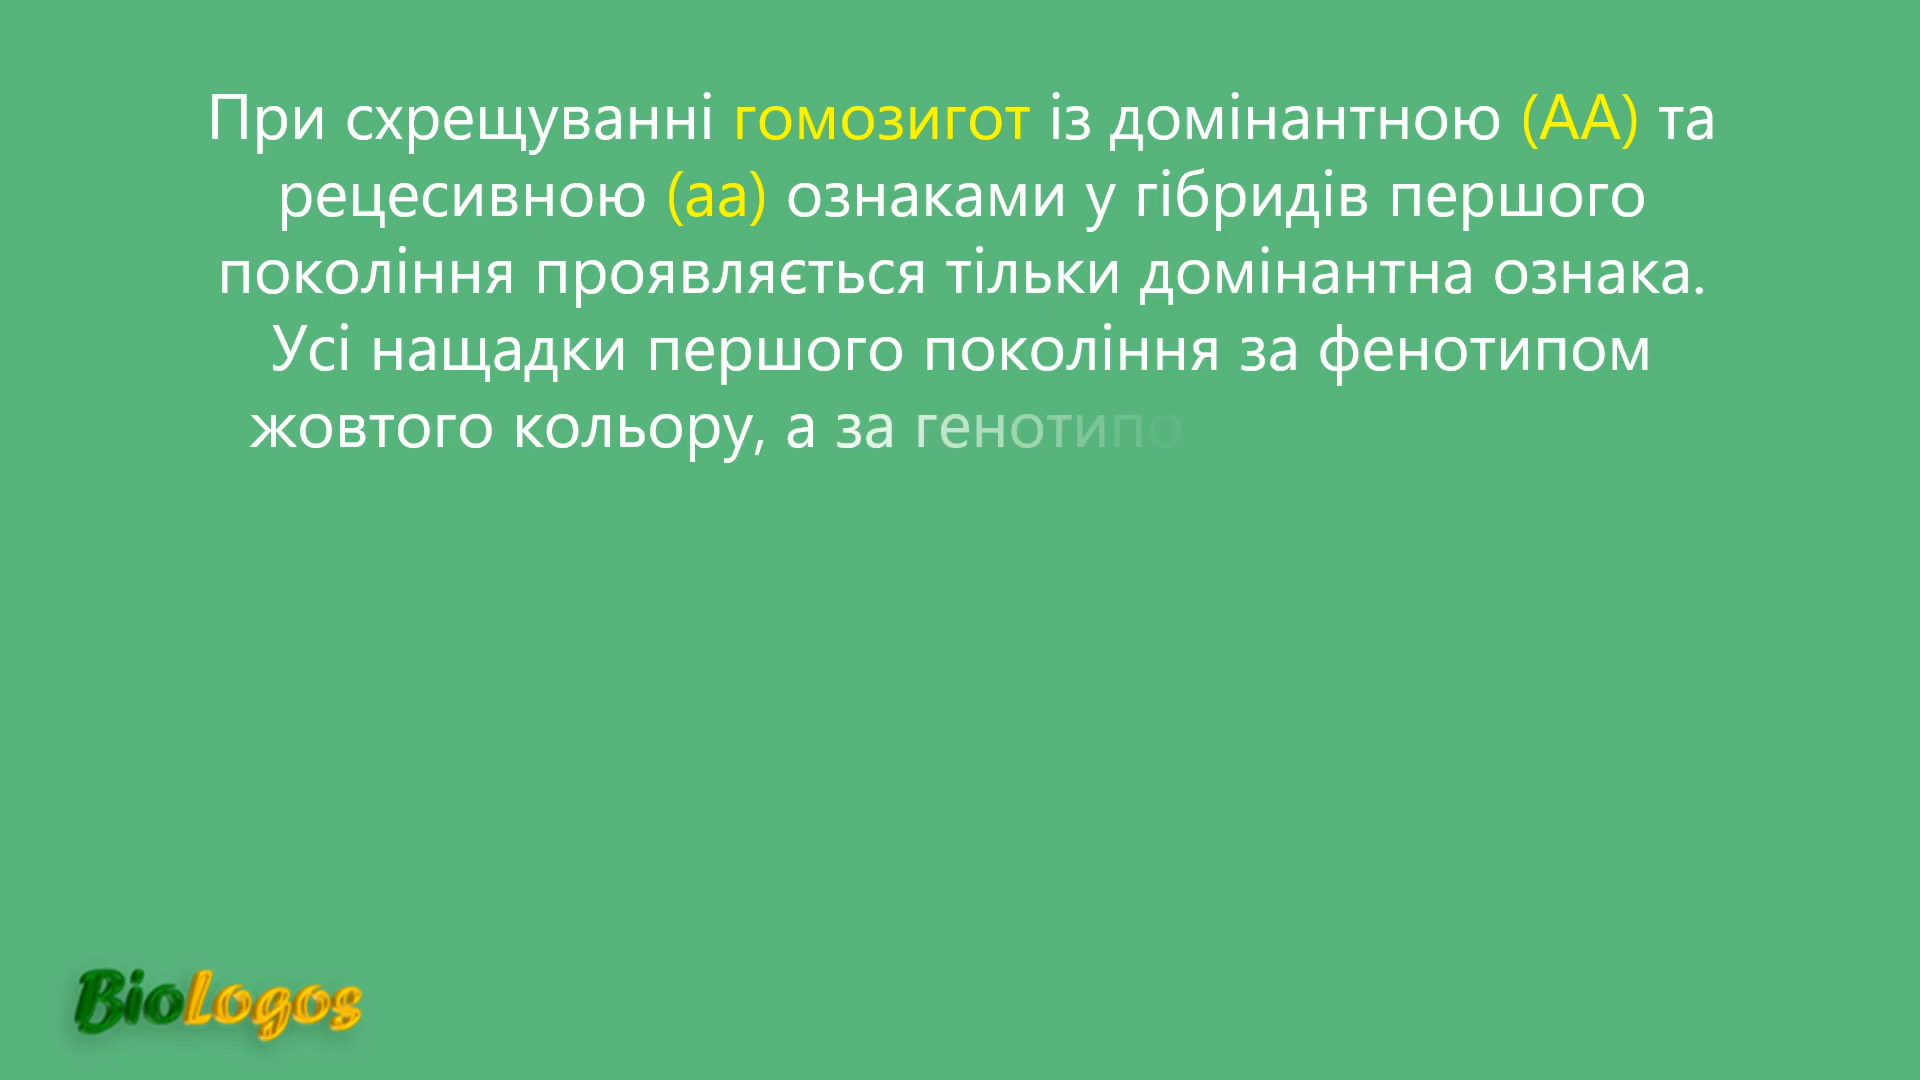 При схрещуванні гомозигот із домінантною (АА) та
рецесивною (аа) ознаками у гібридів першого
покоління проявляється тільки домінантна ознака.
Усі нащадки першого покоління за фенотипом
жовтого кольору, а за генотипо
BioLogos